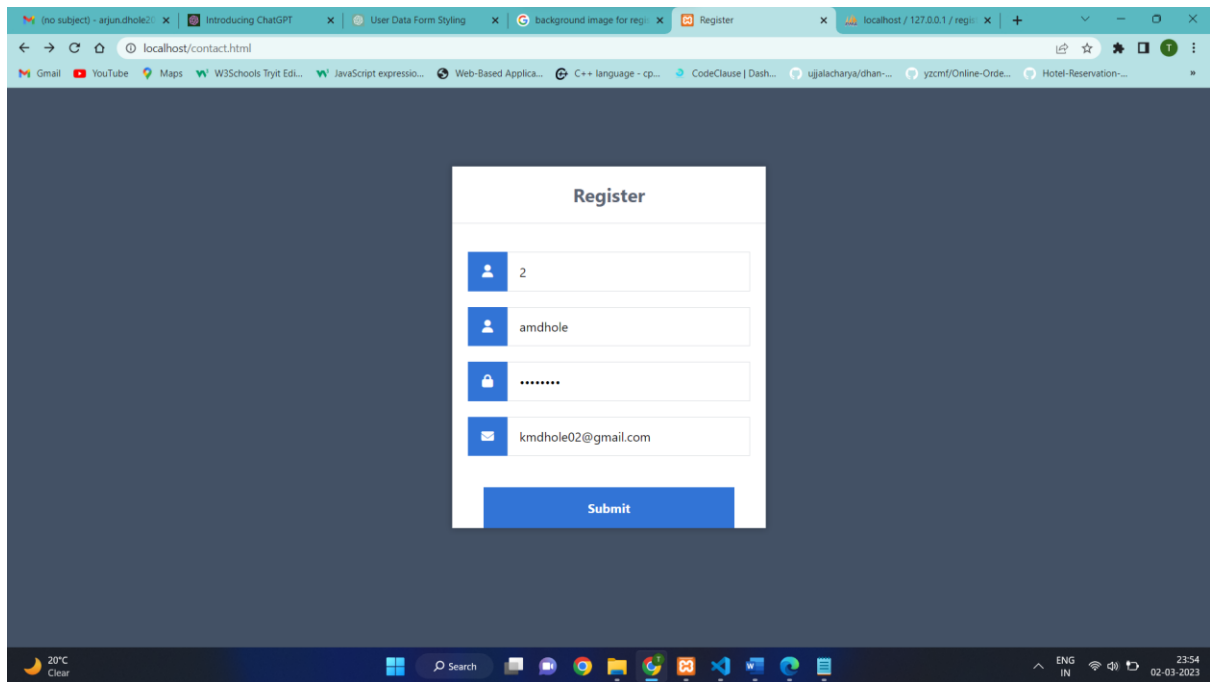 (no subject) - arjun.dhole20
Introducing ChatGPT
User Data Form Styling
background image for regi
Register
localhost / 127.0.0.1 / regi
localhost/contact.html
T
Gmail
YouTube
Maps
W3Schools Tryit Edi...
JavaScript expressio...
Web-Based Applica...
C++ language - cp...
CodeClause | Dash...
ujjalacharya/dhan-...
yzcmf/Online-Orde...
Hotel-Reservation-...
»
Register
2
amdhole
••••••••
kmdhole02@gmail.com
Submit
20°C
Clear
Search
ENG
IN
23:54
02-03-2023